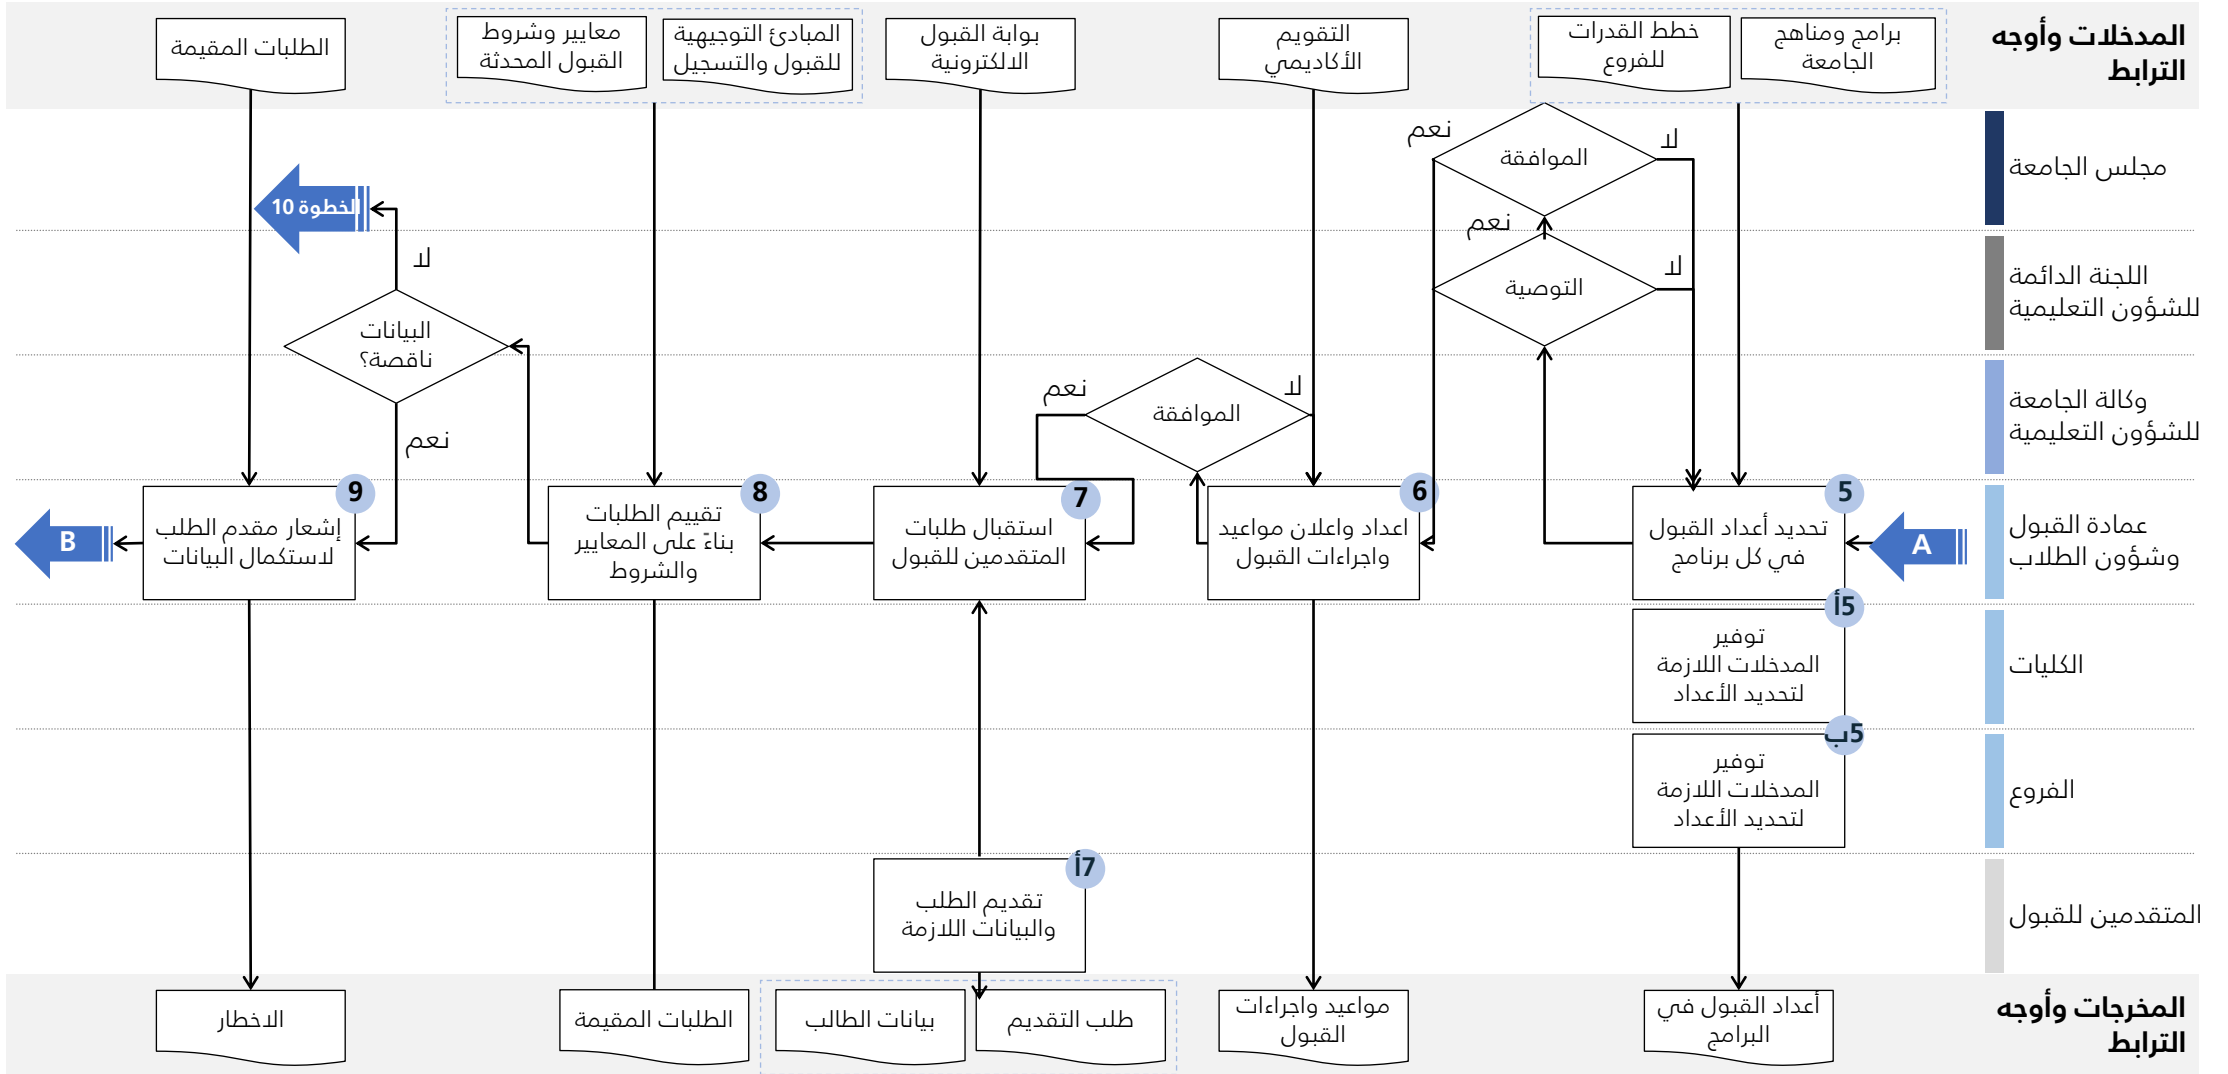 المدخلات وأوجه
الترابط
برامج ومناهج
الجامعة
خطط القدرات
للفروع
التقويم
الأكاديمي
بوابة القبول
الالكترونية
المبادئ التوجيهية
للقبول والتسجيل
معايير وشروط
القبول المحدثة
الطلبات المقيمة
مجلس الجامعة
الموافقة
لا
نعم
الخطوة 10
اللجنة الدائمة
للشؤون التعليمية
التوصية
لا
نعم
البيانات
ناقصة؟
لا
نعم
وكالة الجامعة
للشؤون التعليمية
الموافقة
لا
نعم
عمادة القبول
وشؤون الطلاب
A
5
تحديد أعداد القبول
في كل برنامج
6
اعداد واعلان مواعيد
واجراءات القبول
7
استقبال طلبات
المتقدمين للقبول
8
تقييم الطلبات
بناءً على المعايير
والشروط
9
إشعار مقدم الطلب
لاستكمال البيانات
B
الكليات
5أ
توفير
المدخلات اللازمة
لتحديد الأعداد
الفروع
5ب
توفير
المدخلات اللازمة
لتحديد الأعداد
المتقدمين للقبول
7أ
تقديم الطلب
والبيانات اللازمة
المخرجات وأوجه
الترابط
أعداد القبول في
البرامج
مواعيد واجراءات
القبول
طلب التقديم
بيانات الطالب
الطلبات المقيمة
الاخطار